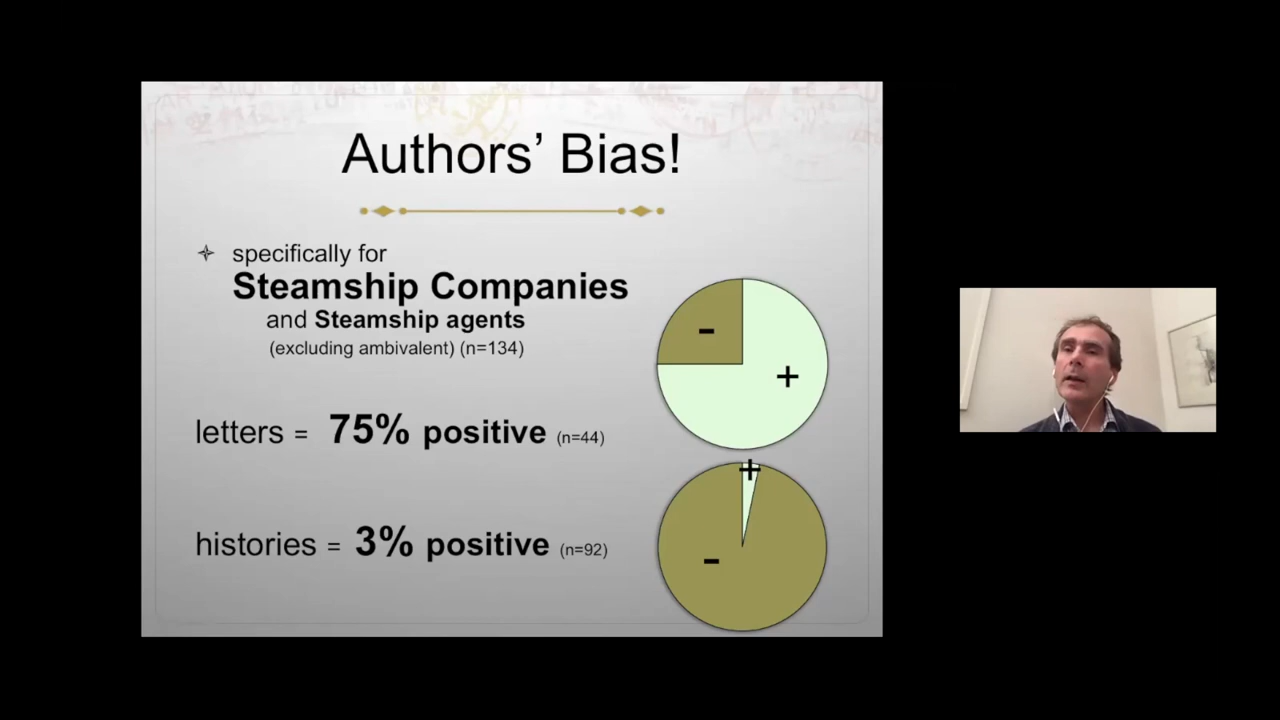 Authors’ Bias!
specifically for
Steamship Companies
and Steamship agents
(excluding ambivalent) (n=134)
letters = 75% positive (n=44)
histories = 3% positive (n=92)
-
+
+
-